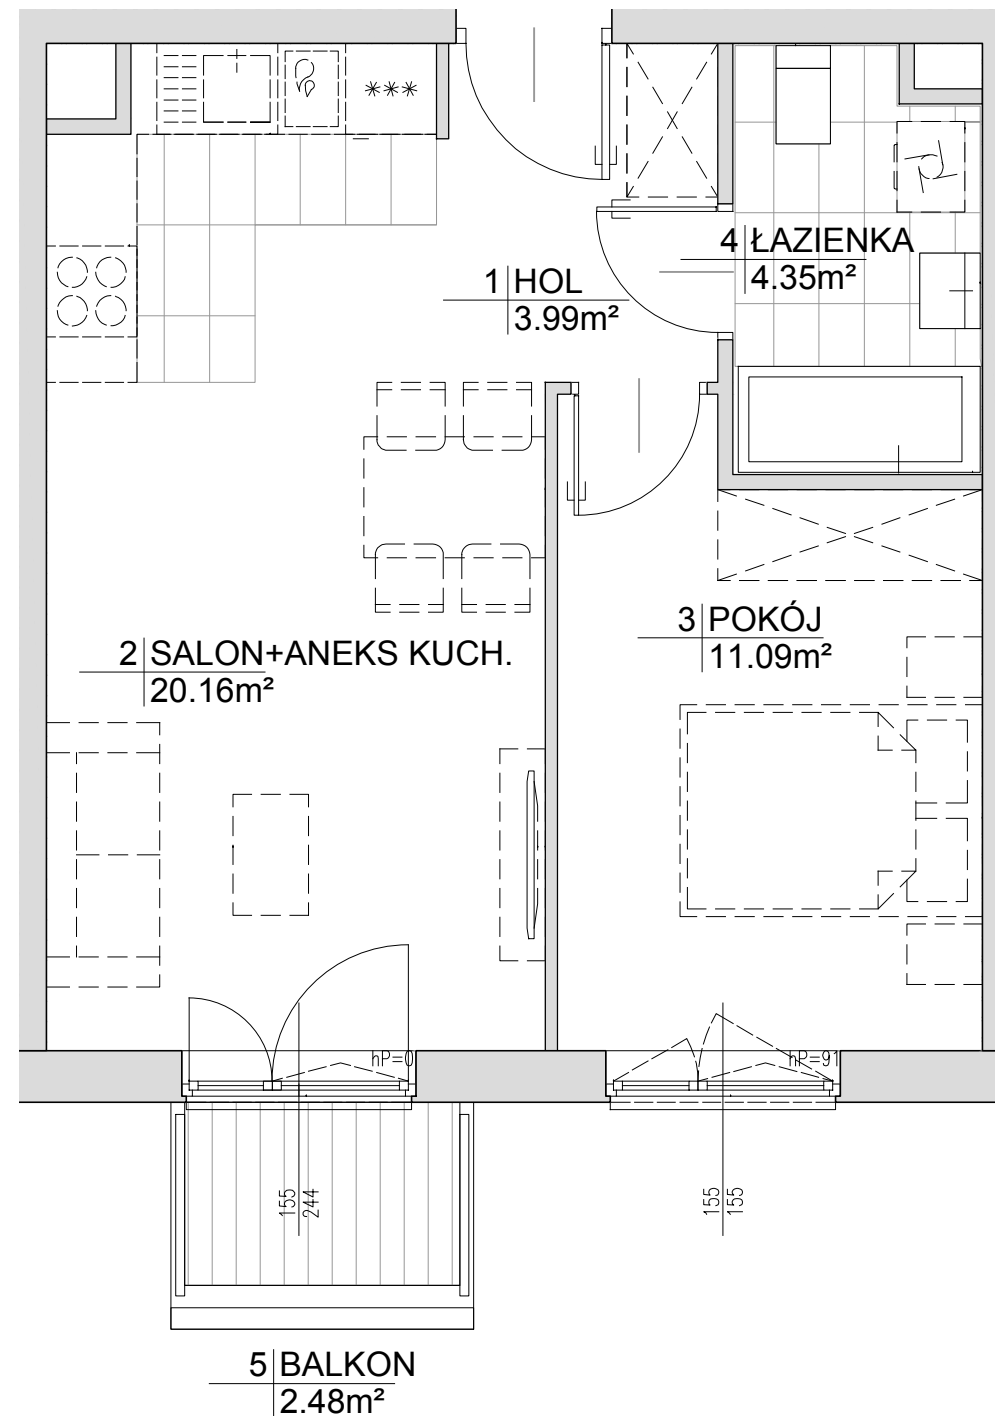 ***
4 ŁAZIENKA
4.35m²
1 HOL
3.99m²
3 POKÓJ
11.09m²
2 SALON+ANEKS KUCH.
20.16m²
hP=0
hP=91
155
244
155
155
5 BALKON
2.48m²